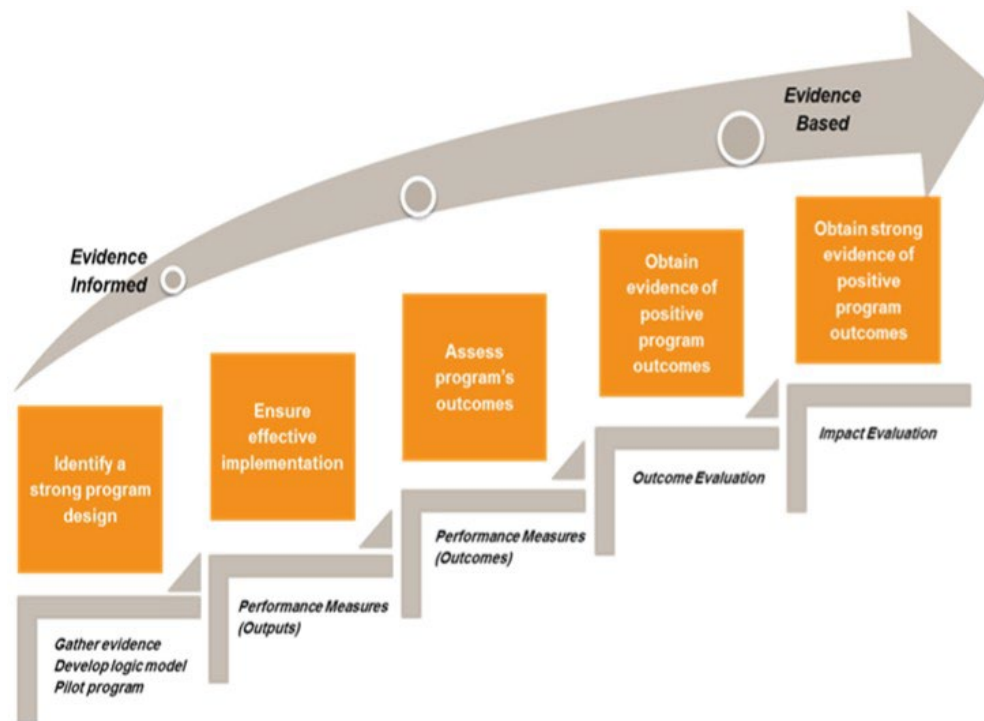 Evidence
Informed
Evidence
Based
Identify a
strong program
design
Gather evidence
Develop logic model
Pilot program
Ensure
effective
implementation
Performance Measures
(Outputs)
Assess
program's
outcomes
Performance Measures
(Outcomes)
Obtain
evidence of
positive
program
outcomes
Outcome Evaluation
Obtain strong
evidence of
positive
program
outcomes
Impact Evaluation